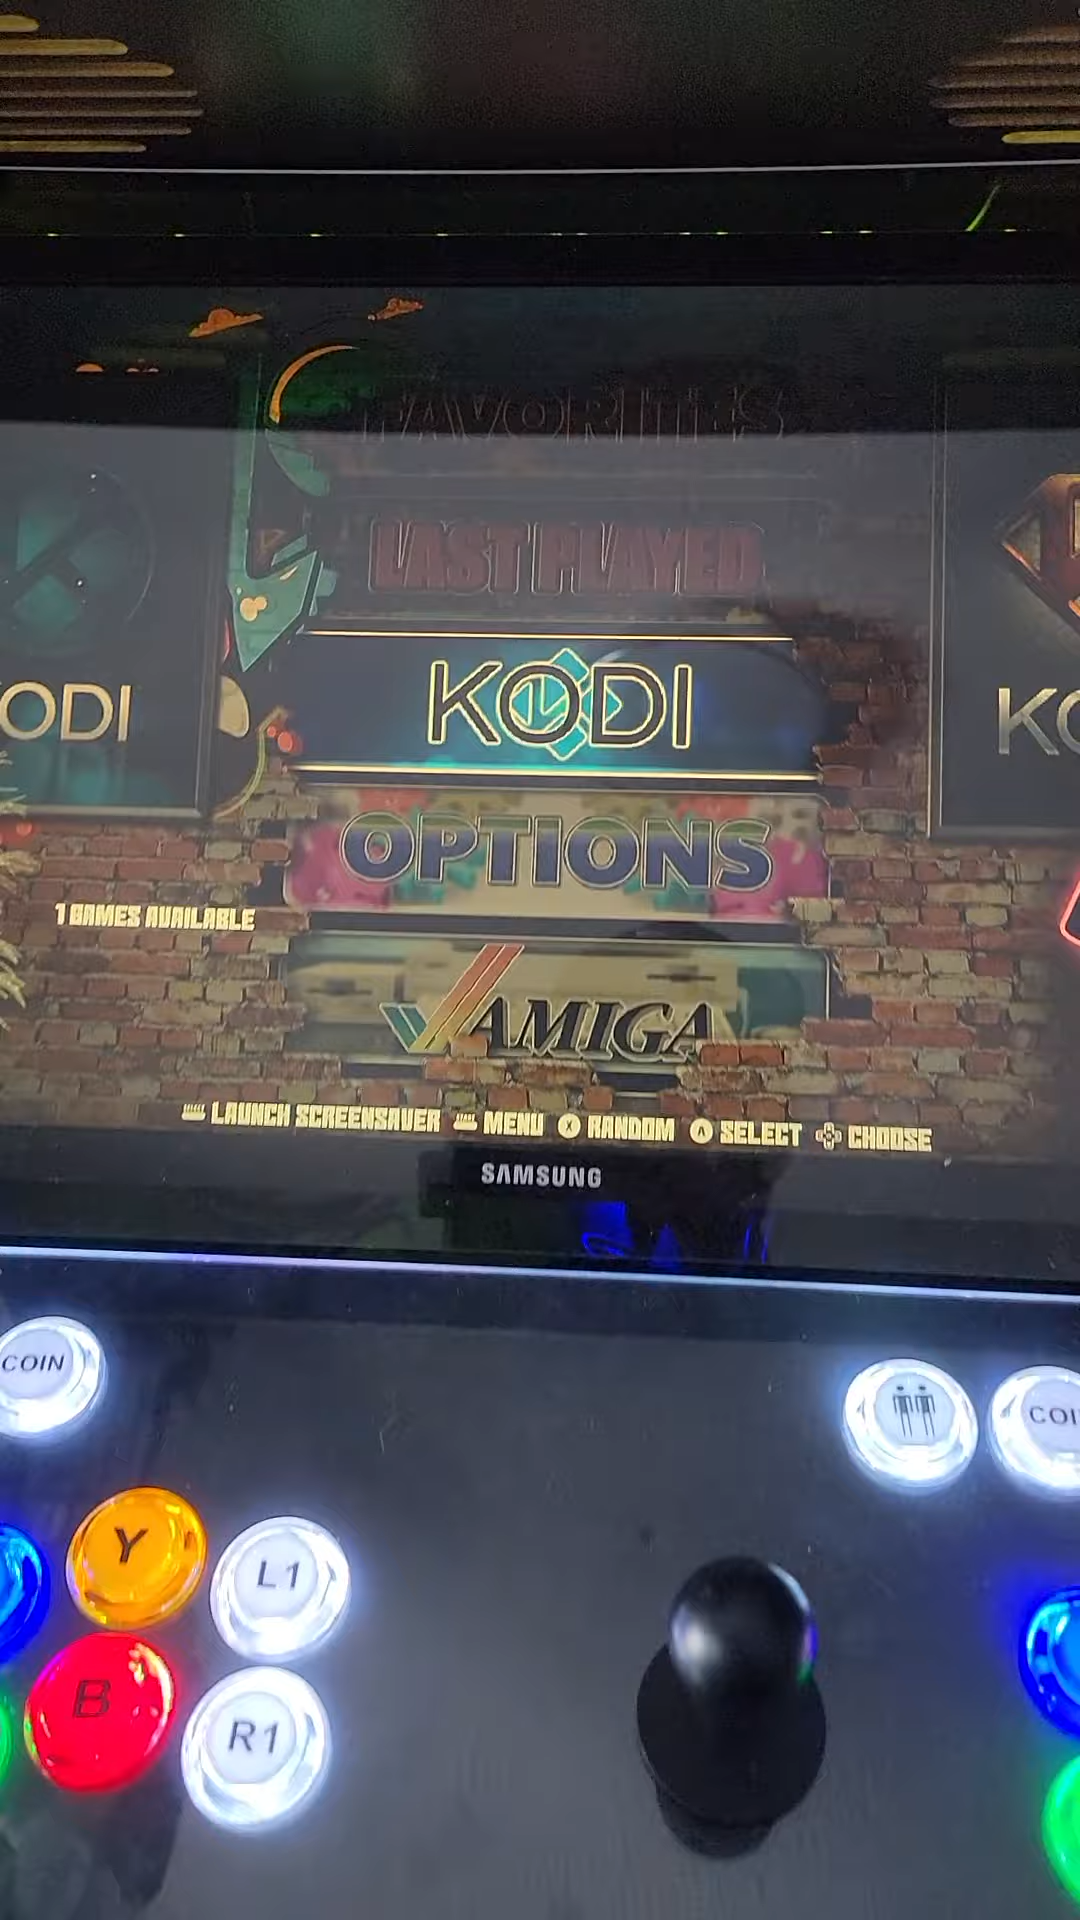 FAVORITES
LAST PLAYED
KODI
ODI
KO
OPTIONS
1 GAMES AVAILABLE
AMIGA
LAUNCH SCREENSAVER START MENU X RANDOM A SELECT CHOOSE
SAMSUNG
COIN
COI
Y
L1
B
R1